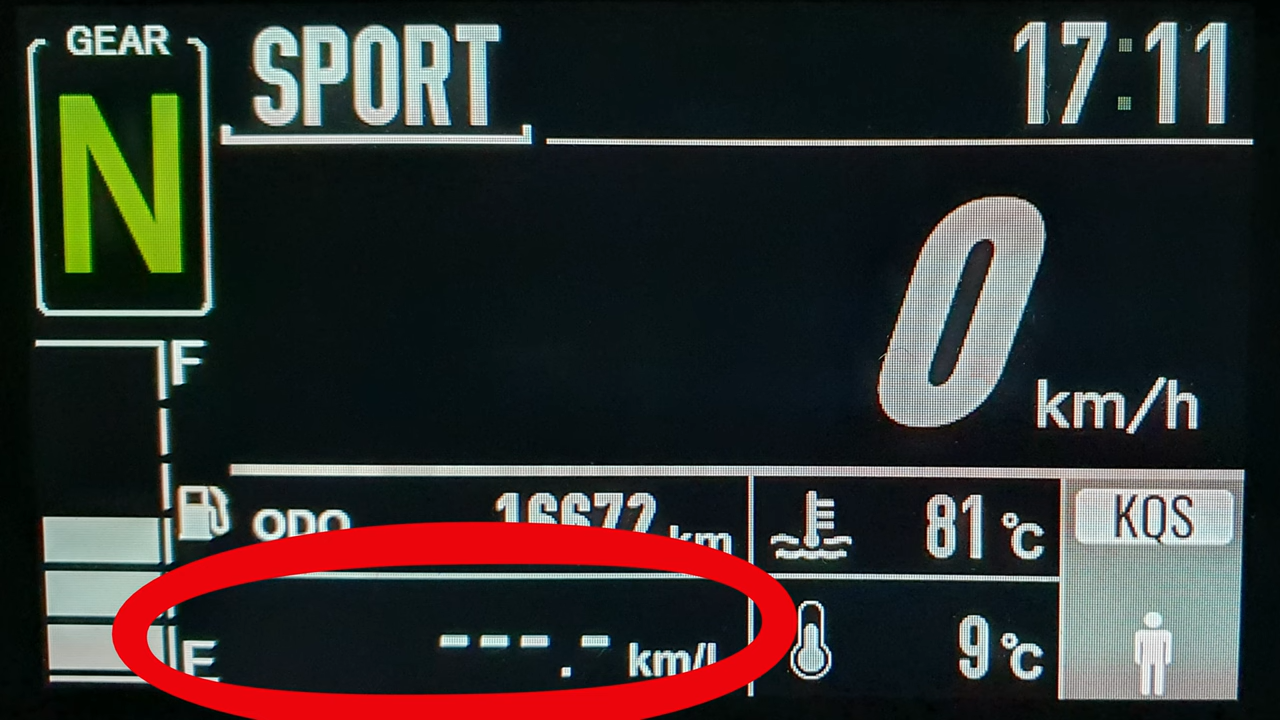 GEAR
N
SPORT
17:11
0 km/h
F
ODO 16672 km
81 °C
KQS
E
---.- km/L
9 °C